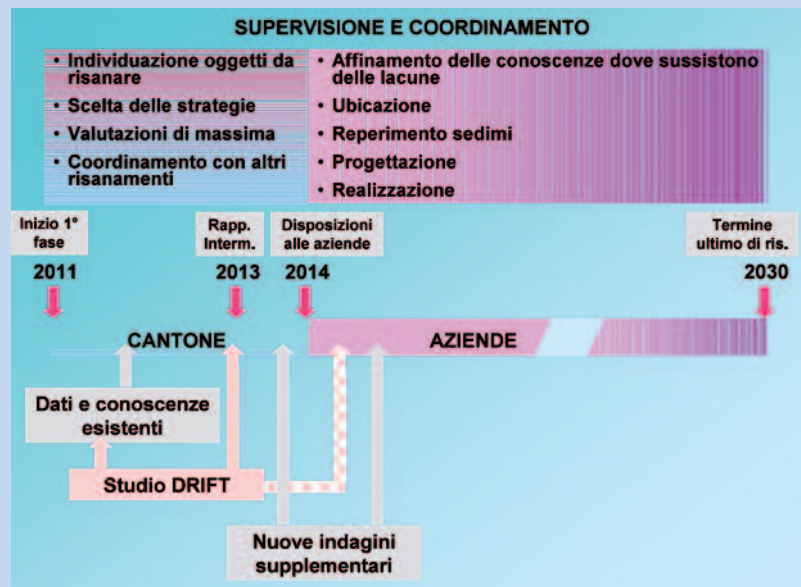 SUPERVISIONE E COORDINAMENTO
• Individuazione oggetti da
risanare
• Scelta delle strategie
• Valutazioni di massima
• Coordinamento con altri
risanamenti
• Affinamento delle conoscenze dove sussistono
delle lacune
• Ubicazione
• Reperimento sedimi
• Progettazione
• Realizzazione
Inizio 1°
fase
2011
Rapp.
Interm.
2013
Disposizioni
alle aziende
2014
Termine
ultimo di ris.
2030
CANTONE
AZIENDE
Dati e conoscenze
esistenti
Studio DRIFT
Nuove indagini
supplementari